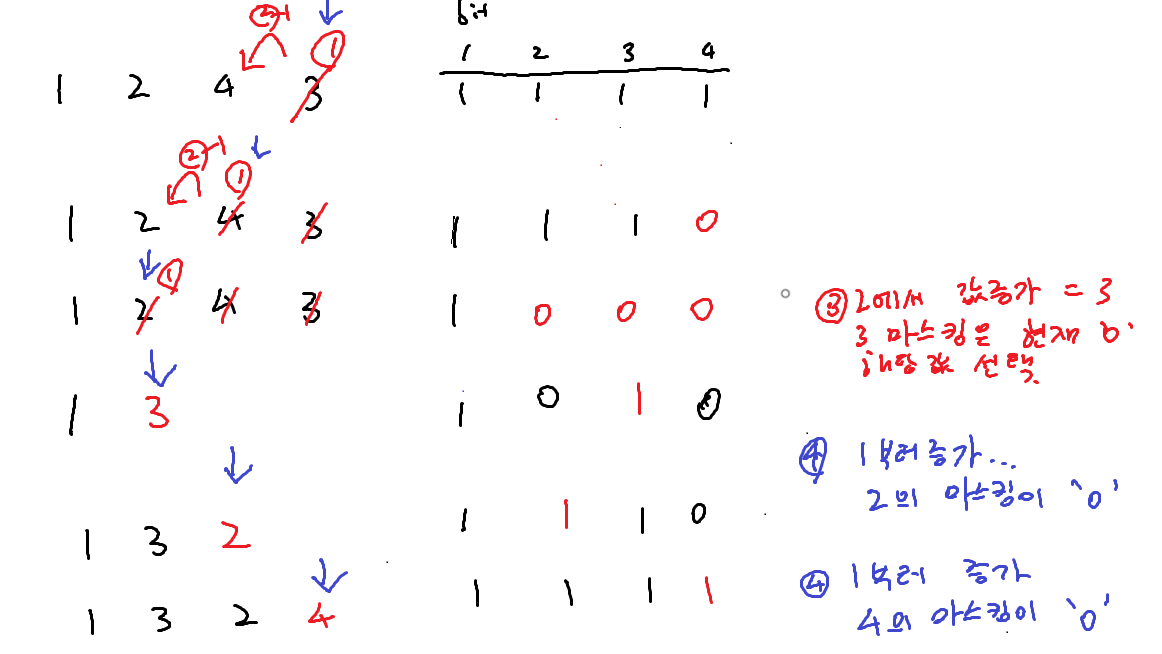 bit
②-1 ①
1 2 4 3
1 2 3 4
1 1 1 1
②-1 ①
1 2 4 3
1 1 1 0
①
1 2 4 3
1 0 0 0
③ 2에서 값증가 = 3
3 마스킹은 현재 0'
해당 값 선택.
1 3
1 0 1 0
④ 1부터증가...
2의 마스킹이 '0'
1 3 2
1 1 1 0
④ 1부터 증가
4의 마스킹이 '0'
1 3 2 4
1 1 1 1